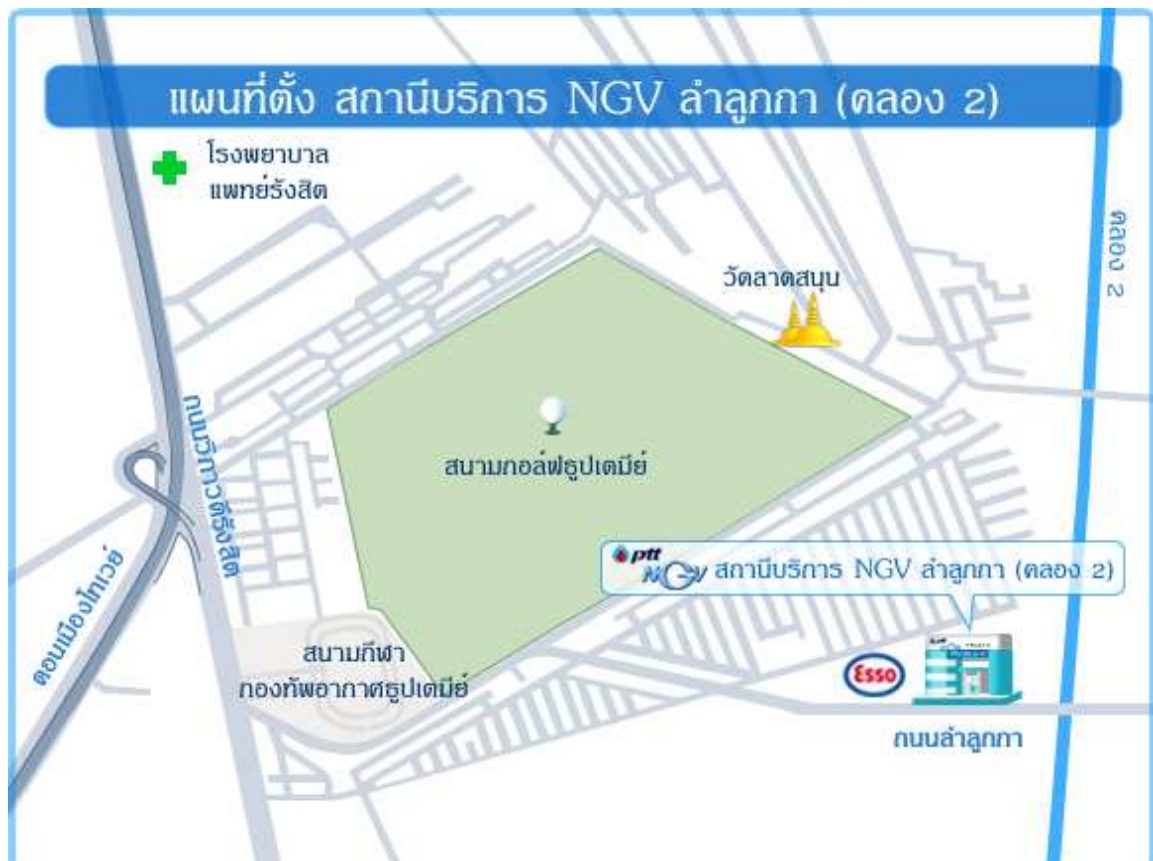 แผนที่ตั้ง สถานีบริการ NGV ลำลูกกา (คลอง 2)
โรงพยาบาล
แพทย์รังสิต
คลอง 2
วัดลาดสนุน
ถนนวิภาวดีรังสิต
สนามกอล์ฟธูปเตมีย์
ดอนเมืองโทเวย์
ptt
NGV สถานีบริการ NGV ลำลูกกา (คลอง 2)
สนามกีฬา
กองทัพอากาศธูปเตมีย์
Esso
ถนนลำลูกกา